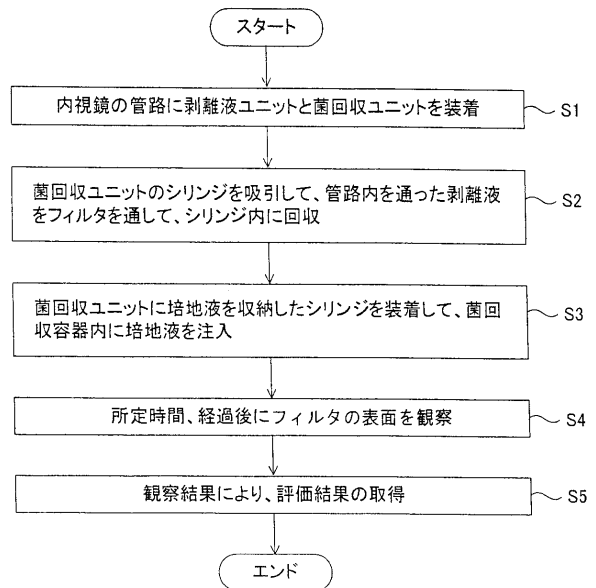 スタート
内視鏡の管路に剥離液ユニットと菌回収ユニットを装着
S1
菌回収ユニットのシリンジを吸引して、管路内を通った剥離液
をフィルタを通して、シリンジ内に回収
S2
菌回収ユニットに培地液を収納したシリンジを装着して、菌回
収容器内に培地液を注入
S3
所定時間、経過後にフィルタの表面を観察
S4
観察結果により、評価結果の取得
S5
エンド